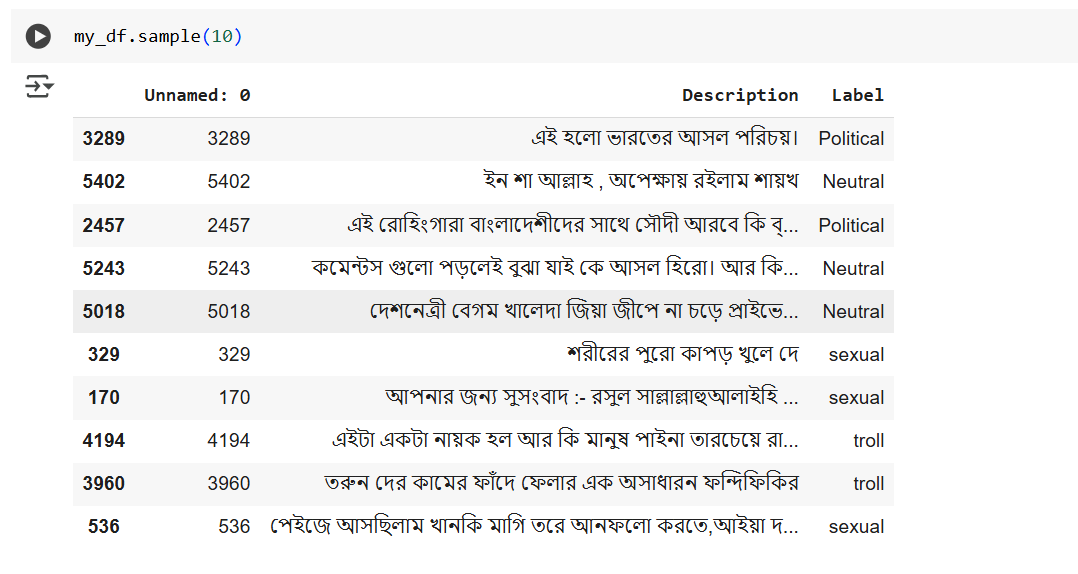 my_df.sample(10)
Unnamed: 0 Description Label
3289 3289 এই হলো ভারতের আসল পরিচয়। Political
5402 5402 ইন শা আল্লাহ , অপেক্ষায় রইলাম শায়খ Neutral
2457 2457 এই রোহিংগারা বাংলাদেশীদের সাথে সৌদী আরবে কি ব্... Political
5243 5243 কমেন্টস গুলো পড়লেই বুঝা যাই কে আসল হিরো। আর কি... Neutral
5018 5018 দেশনেত্রী বেগম খালেদা জিয়া জীপে না চড়ে প্রাইভে... Neutral
329 329 শরীরের পুরো কাপড় খুলে দে sexual
170 170 আপনার জন্য সুসংবাদ :- রসুল সাল্লাল্লাহুআলাইহি ... sexual
4194 4194 এইটা একটা নায়ক হল আর কি মানুষ পাইনা তারচেয়ে রা... troll
3960 3960 তরুন দের কামের ফাঁদে ফেলার এক অসাধারন ফন্দিফিকির troll
536 536 পেইজে আসছিলাম খানকি মাগি তরে আনফলো করতে,আইয়া দ... sexual